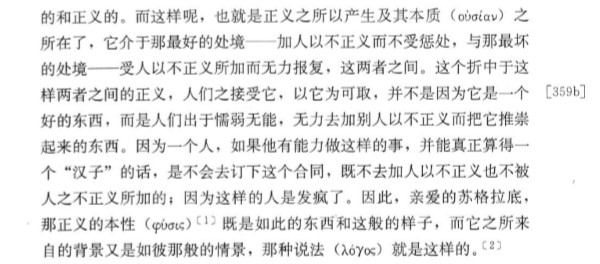 的和正义的。而这样呢，也就是正义之所以产生及其本质（οὐσίαν）之
所在了，它介于那最好的处境——加人以不正义而不受惩处，与那最坏
的处境——受人以不正义所加而无力报复，这两者之间。这个折中于这
样两者之间的正义，人们之接受它，以它为可取，并不是因为它是一个 [359b]
好的东西，而是人们出于懦弱无能，无力去加别人以不正义而把它推崇
起来的东西。因为一个人，如果他有能力做这样的事，并能真正算得一
个“汉子”的话，是不会去订下这个合同，既不去加人以不正义也不被
人之不正义所加的；因为这样的人是发疯了。因此，亲爱的苏格拉底，
那正义的本性（φύσις）[1] 既是如此的东西和这般的样子，而它之所来
自的背景又是如彼那般的情景，那种说法（λόγος）就是这样的。[2]